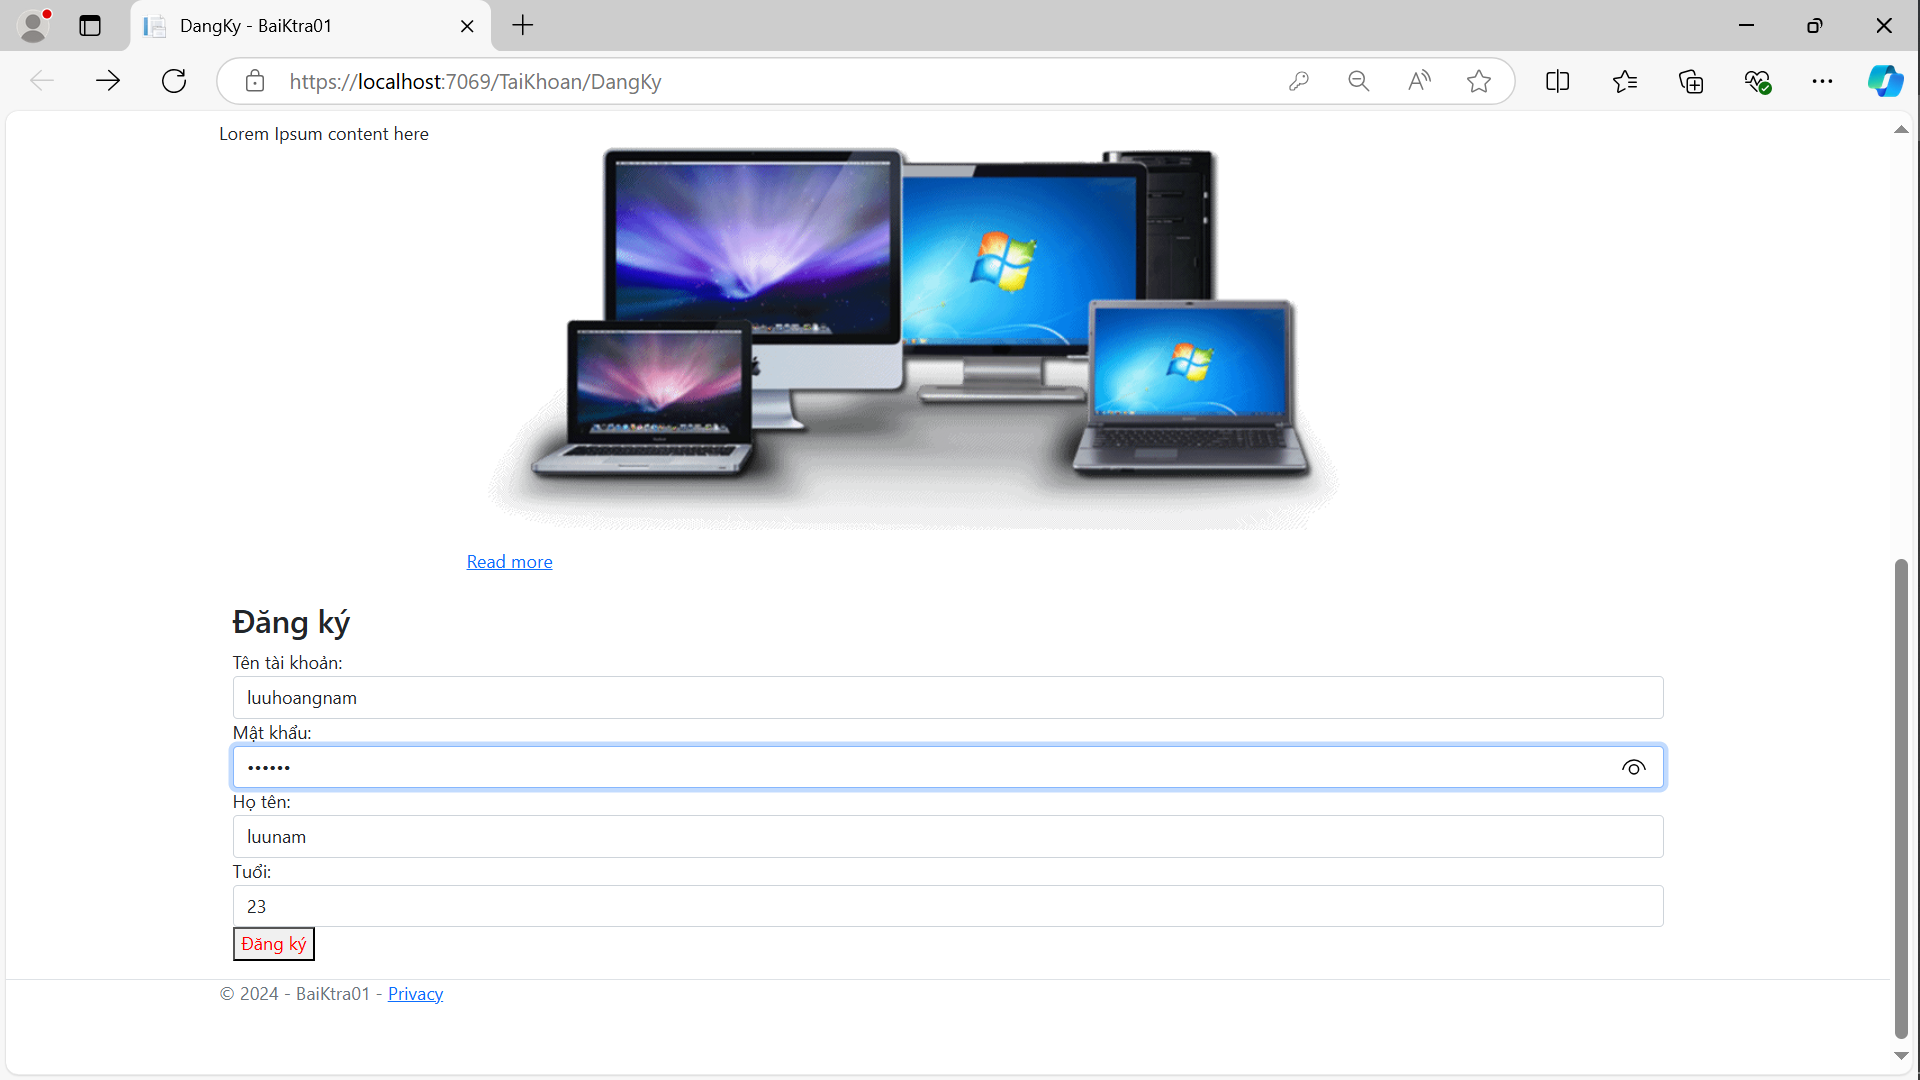 DangKy - BaiKtra01
https://localhost:7069/TaiKhoan/DangKy
Lorem Ipsum content here
Read more
Đăng ký
Tên tài khoản:
luuhoangnam
Mật khẩu:
••••••
Họ tên:
luunam
Tuổi:
23
Đăng ký
© 2024 - BaiKtra01 - Privacy